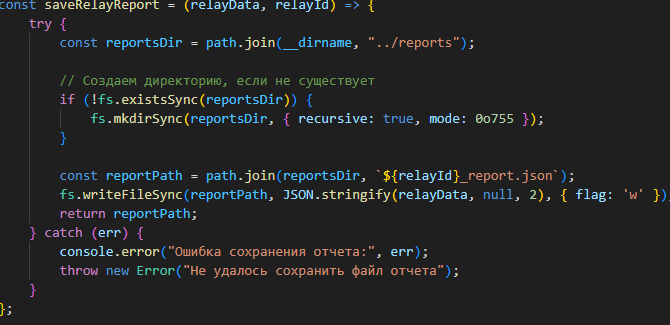 const saveRelayReport = (relayData, relayId) => {
    try {
        const reportsDir = path.join(__dirname, "../reports");

        // Создаем директорию, если не существует
        if (!fs.existsSync(reportsDir)) {
            fs.mkdirSync(reportsDir, { recursive: true, mode: 0o755 });
        }

        const reportPath = path.join(reportsDir, `${relayId}_report.json`);
        fs.writeFileSync(reportPath, JSON.stringify(relayData, null, 2), { flag: 'w' })
        return reportPath;
    } catch (err) {
        console.error("Ошибка сохранения отчета:", err);
        throw new Error("Не удалось сохранить файл отчета");
    }
};